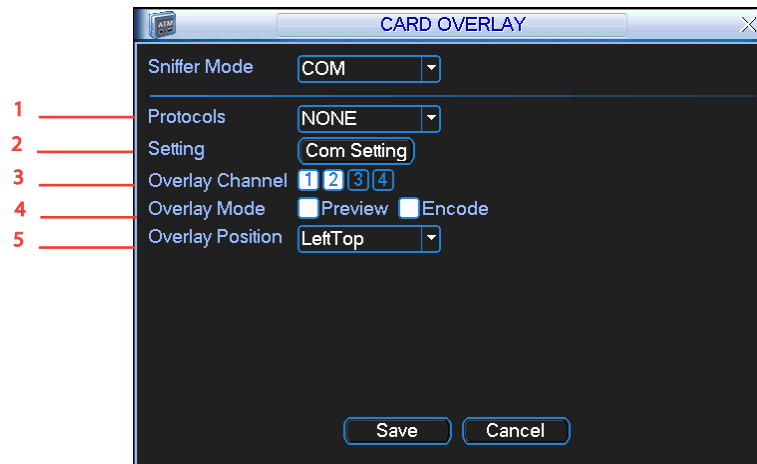 ATM
CARD OVERLAY
Sniffer Mode COM
1 Protocols NONE
2 Setting Com Setting
3 Overlay Channel 1 2 3 4
4 Overlay Mode Preview Encode
5 Overlay Position LeftTop
Save Cancel